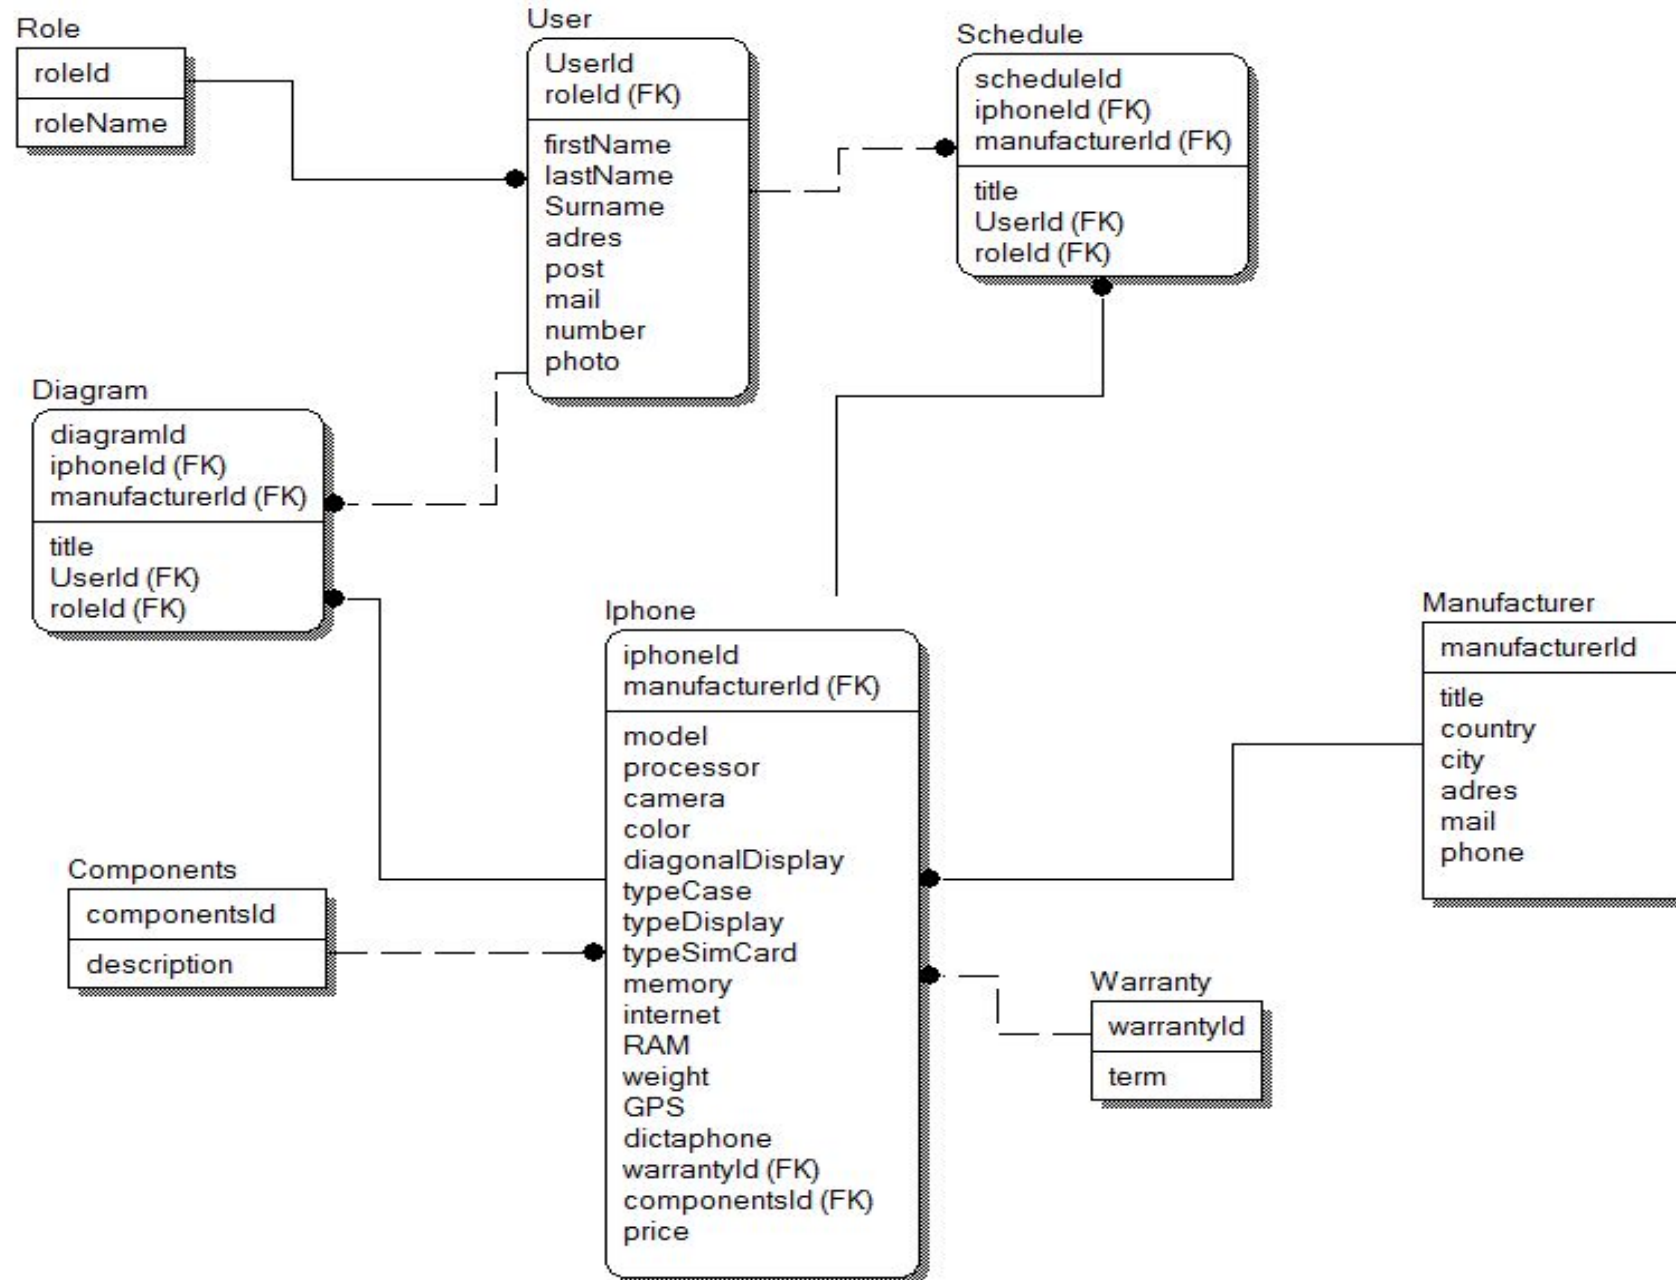 Role
roleId
roleName
User
UserId
roleId (FK)
firstName
lastName
Surname
adres
post
mail
number
photo
Schedule
scheduleId
iphoneId (FK)
manufacturerId (FK)
title
UserId (FK)
roleId (FK)
Diagram
diagramId
iphoneId (FK)
manufacturerId (FK)
title
UserId (FK)
roleId (FK)
Iphone
iphoneId
manufacturerId (FK)
model
processor
camera
color
diagonalDisplay
typeCase
typeDisplay
typeSimCard
memory
internet
RAM
weight
GPS
dictaphone
warrantyId (FK)
componentsId (FK)
price
Manufacturer
manufacturerId
title
country
city
adres
mail
phone
Components
componentsId
description
Warranty
warrantyId
term